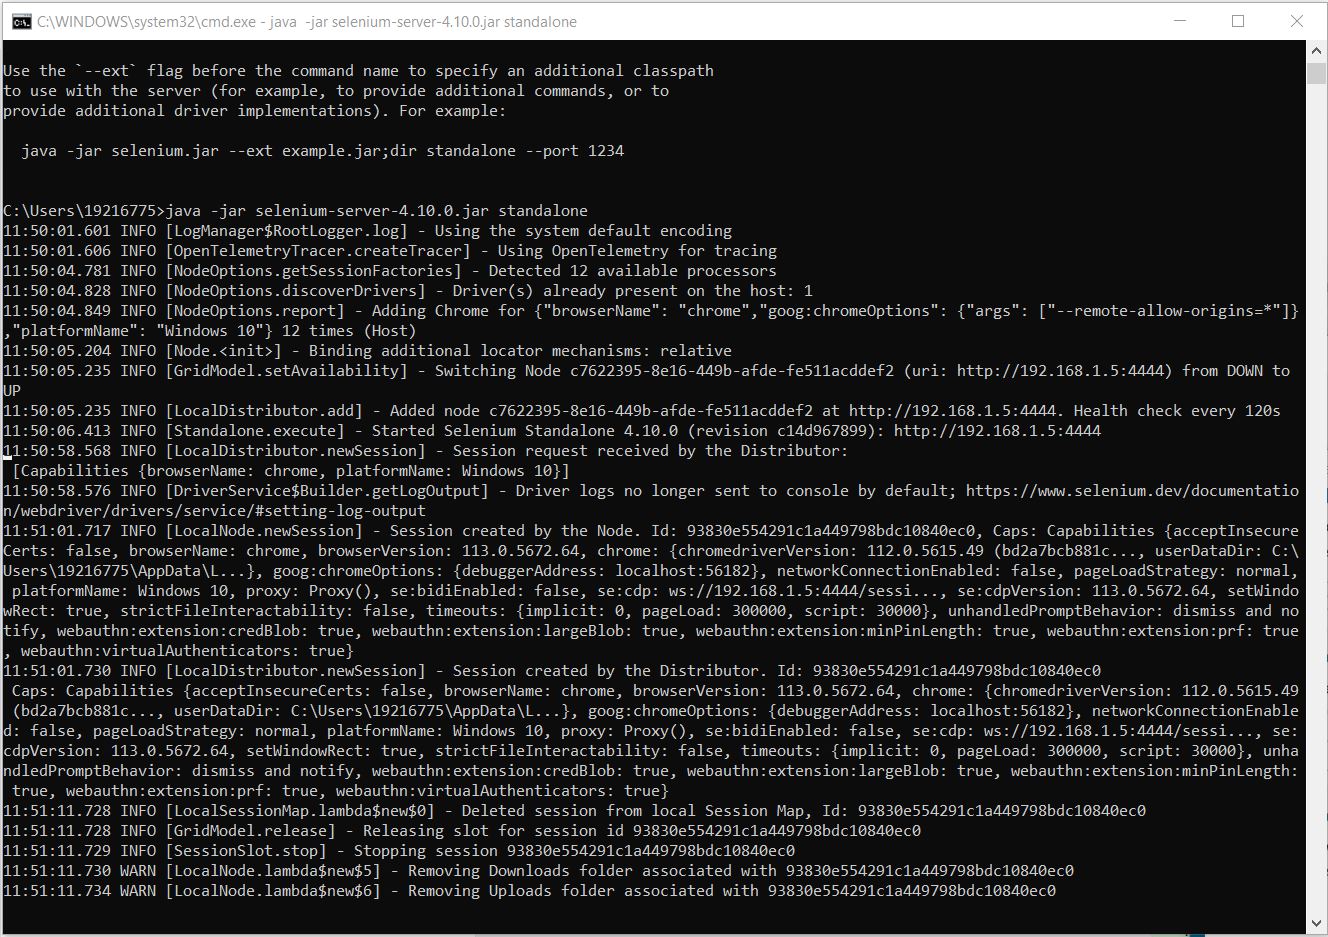 C:\WINDOWS\system32\cmd.exe - java  -jar selenium-server-4.10.0.jar standalone
Use the `--ext` flag before the command name to specify an additional classpath
to use with the server (for example, to provide additional commands, or to
provide additional driver implementations). For example:
  java -jar selenium.jar --ext example.jar;dir standalone --port 1234
C:\Users\19216775>java -jar selenium-server-4.10.0.jar standalone
11:50:01.601 INFO [LogManager$RootLogger.log] - Using the system default encoding
11:50:01.606 INFO [OpenTelemetryTracer.createTracer] - Using OpenTelemetry for tracing
11:50:04.781 INFO [NodeOptions.getSessionFactories] - Detected 12 available processors
11:50:04.828 INFO [NodeOptions.discoverDrivers] - Driver(s) already present on the host: 1
11:50:04.849 INFO [NodeOptions.report] - Adding Chrome for {"browserName": "chrome","goog:chromeOptions": {"args": ["--remote-allow-origins=*"]}
,"platformName": "Windows 10"} 12 times (Host)
11:50:05.204 INFO [Node.<init>] - Binding additional locator mechanisms: relative
11:50:05.235 INFO [GridModel.setAvailability] - Switching Node c7622395-8e16-449b-afde-fe511acddef2 (uri: http://192.168.1.5:4444) from DOWN to
UP
11:50:05.235 INFO [LocalDistributor.add] - Added node c7622395-8e16-449b-afde-fe511acddef2 at http://192.168.1.5:4444. Health check every 120s
11:50:06.413 INFO [Standalone.execute] - Started Selenium Standalone 4.10.0 (revision c14d967899): http://192.168.1.5:4444
11:50:58.568 INFO [LocalDistributor.newSession] - Session request received by the Distributor:
 [Capabilities {browserName: chrome, platformName: Windows 10}]
11:50:58.576 INFO [DriverService$Builder.getLogOutput] - Driver logs no longer sent to console by default; https://www.selenium.dev/documentatio
n/webdriver/drivers/service/#setting-log-output
11:51:01.717 INFO [LocalNode.newSession] - Session created by the Node. Id: 93830e554291c1a449798bdc10840ec0, Caps: Capabilities {acceptInsecure
Certs: false, browserName: chrome, browserVersion: 113.0.5672.64, chrome: {chromedriverVersion: 112.0.5615.49 (bd2a7bcb881c..., userDataDir: C:\
Users\19216775\AppData\L...}, goog:chromeOptions: {debuggerAddress: localhost:56182}, networkConnectionEnabled: false, pageLoadStrategy: normal,
 platformName: Windows 10, proxy: Proxy(), se:bidiEnabled: false, se:cdp: ws://192.168.1.5:4444/sessi..., se:cdpVersion: 113.0.5672.64, setWindo
wRect: true, strictFileInteractability: false, timeouts: {implicit: 0, pageLoad: 300000, script: 30000}, unhandledPromptBehavior: dismiss and no
tify, webauthn:extension:credBlob: true, webauthn:extension:largeBlob: true, webauthn:extension:minPinLength: true, webauthn:extension:prf: true
, webauthn:virtualAuthenticators: true}
11:51:01.730 INFO [LocalDistributor.newSession] - Session created by the Distributor. Id: 93830e554291c1a449798bdc10840ec0
 Caps: Capabilities {acceptInsecureCerts: false, browserName: chrome, browserVersion: 113.0.5672.64, chrome: {chromedriverVersion: 112.0.5615.49
 (bd2a7bcb881c..., userDataDir: C:\Users\19216775\AppData\L...}, goog:chromeOptions: {debuggerAddress: localhost:56182}, networkConnectionEnable
d: false, pageLoadStrategy: normal, platformName: Windows 10, proxy: Proxy(), se:bidiEnabled: false, se:cdp: ws://192.168.1.5:4444/sessi..., se:
cdpVersion: 113.0.5672.64, setWindowRect: true, strictFileInteractability: false, timeouts: {implicit: 0, pageLoad: 300000, script: 30000}, unha
ndledPromptBehavior: dismiss and notify, webauthn:extension:credBlob: true, webauthn:extension:largeBlob: true, webauthn:extension:minPinLength:
 true, webauthn:extension:prf: true, webauthn:virtualAuthenticators: true}
11:51:11.728 INFO [LocalSessionMap.lambda$new$0] - Deleted session from local Session Map, Id: 93830e554291c1a449798bdc10840ec0
11:51:11.728 INFO [GridModel.release] - Releasing slot for session id 93830e554291c1a449798bdc10840ec0
11:51:11.729 INFO [SessionSlot.stop] - Stopping session 93830e554291c1a449798bdc10840ec0
11:51:11.730 WARN [LocalNode.lambda$new$5] - Removing Downloads folder associated with 93830e554291c1a449798bdc10840ec0
11:51:11.734 WARN [LocalNode.lambda$new$6] - Removing Uploads folder associated with 93830e554291c1a449798bdc10840ec0